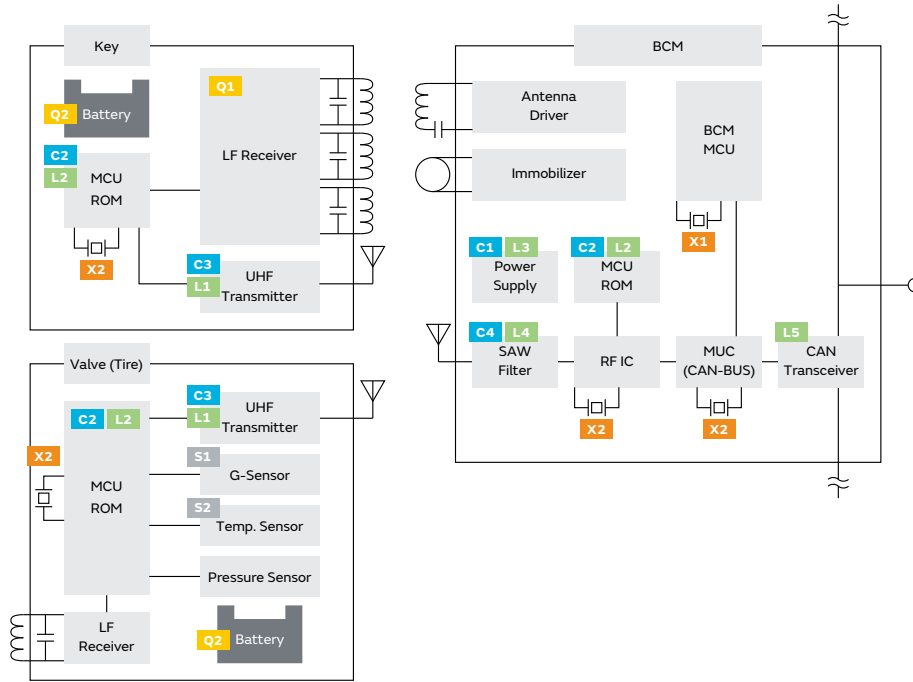 Key
Q1
Q2
Battery
LF Receiver
C2
L2
MCU
ROM
X2
C3
L1
UHF
Transmitter
BCM
Antenna
Driver
BCM
MCU
Immobilizer
X1
C1
L3
Power
Supply
C2
L2
MCU
ROM
C4
L4
SAW
Filter
RF IC
X2
MUC
(CAN-BUS)
X2
L5
CAN
Transceiver
Valve (Tire)
C2
L2
MCU
ROM
X2
C3
L1
UHF
Transmitter
S1
G-Sensor
S2
Temp. Sensor
Pressure Sensor
LF
Receiver
Q2
Battery